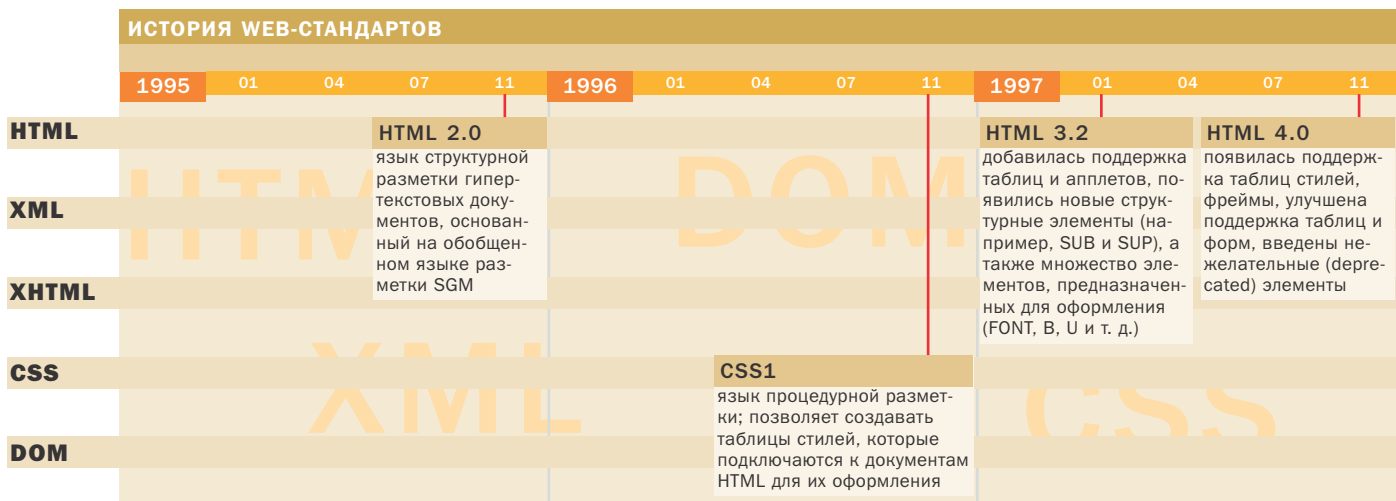 ИСТОРИЯ WEB-СТАНДАРТОВ
1995 01 04 07 11 1996 01 04 07 11 1997 01 04 07 11
HTML
XML
XHTML
CSS
DOM
HTML 2.0
язык структурной
разметки гипер-
текстовых доку-
ментов, основан-
ный на обобщен-
ном языке раз-
метки SGM
HTML 3.2
добавилась поддержка
таблиц и апплетов, по-
явились новые струк-
турные элементы (на-
пример, SUB и SUP), а
также множество эле-
ментов, предназначен-
ных для оформления
(FONT, B, U и т. д.)
HTML 4.0
появилась поддерж-
ка таблиц стилей,
фреймы, улучшена
поддержка таблиц и
форм, введены не-
желательные (depre-
cated) элементы
CSS1
язык процедурной размет-
ки; позволяет создавать
таблицы стилей, которые
подключаются к документам
HTML для их оформления
HTM
DOM
XML
CSS